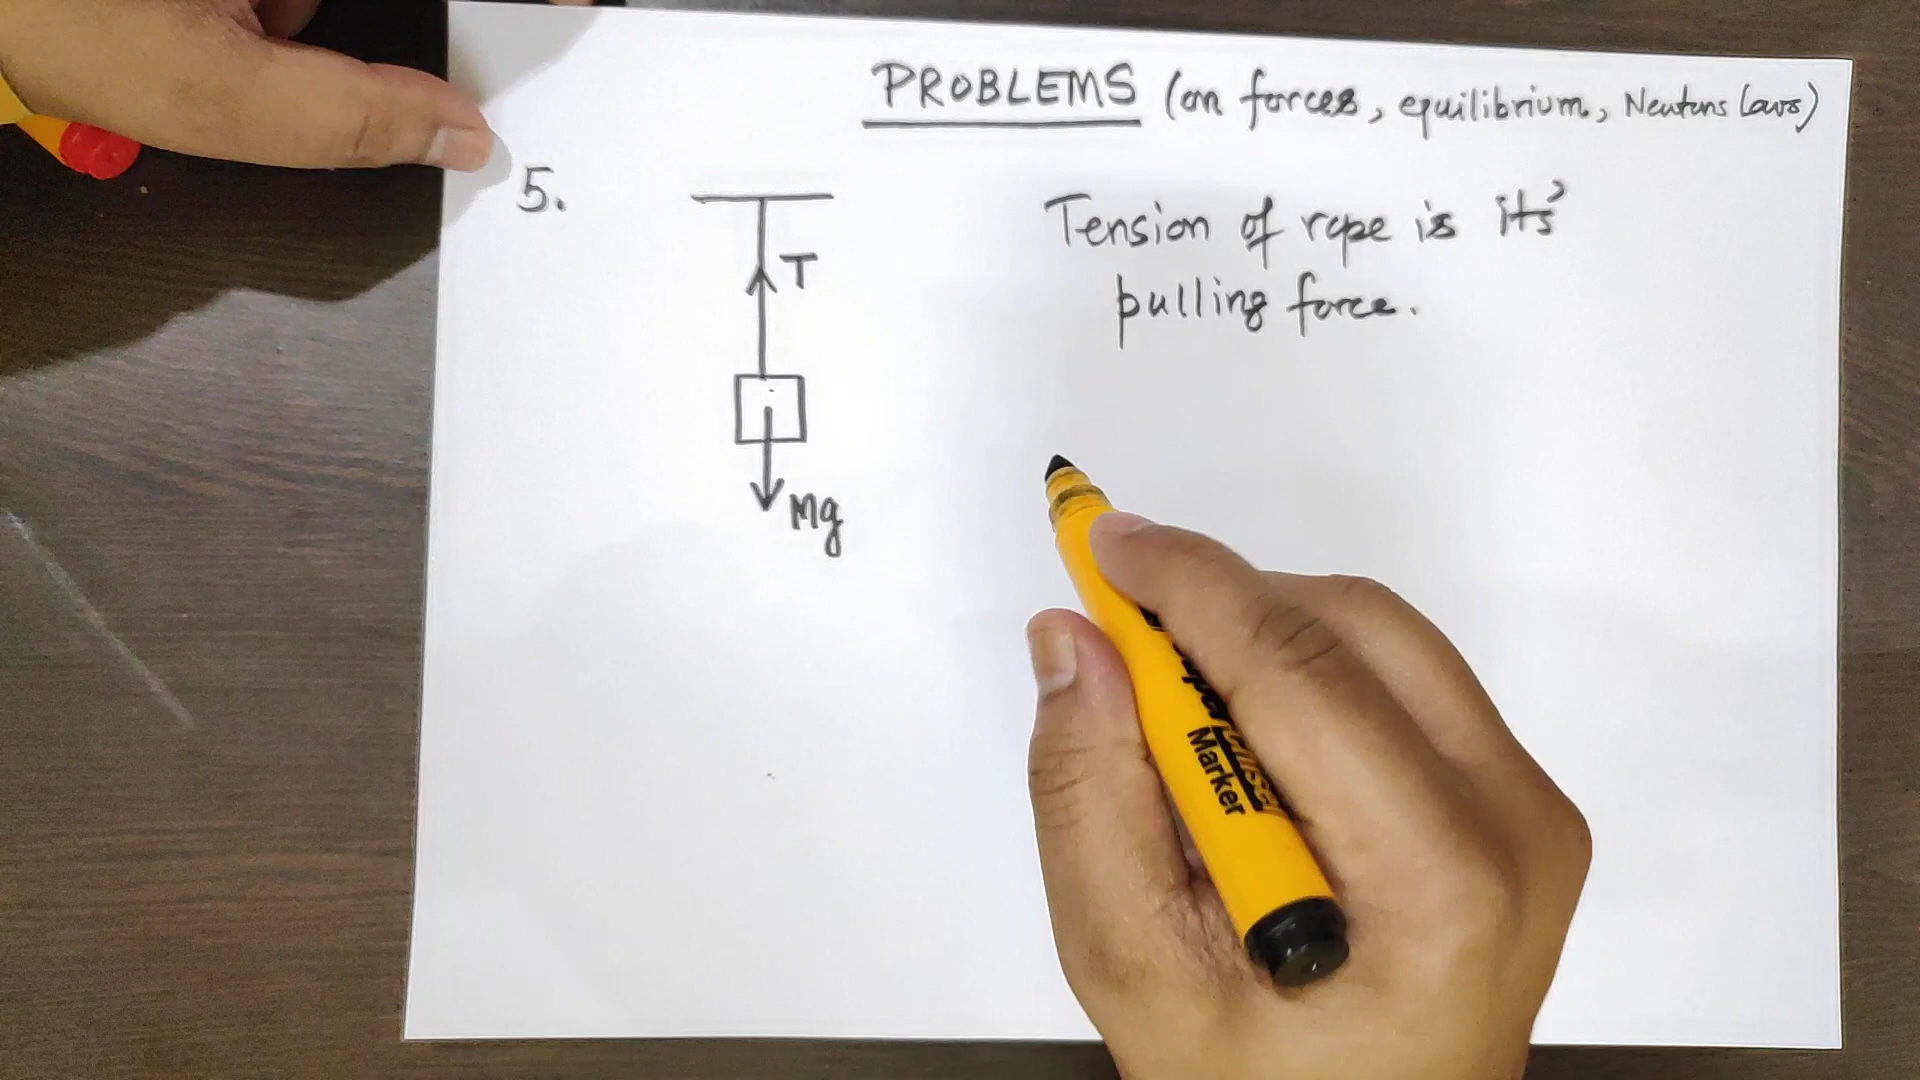 PROBLEMS (on forces, equilibrium, Newtons Laws)
5.
T
Mg
Tension of rope is its'
pulling force.
Marker